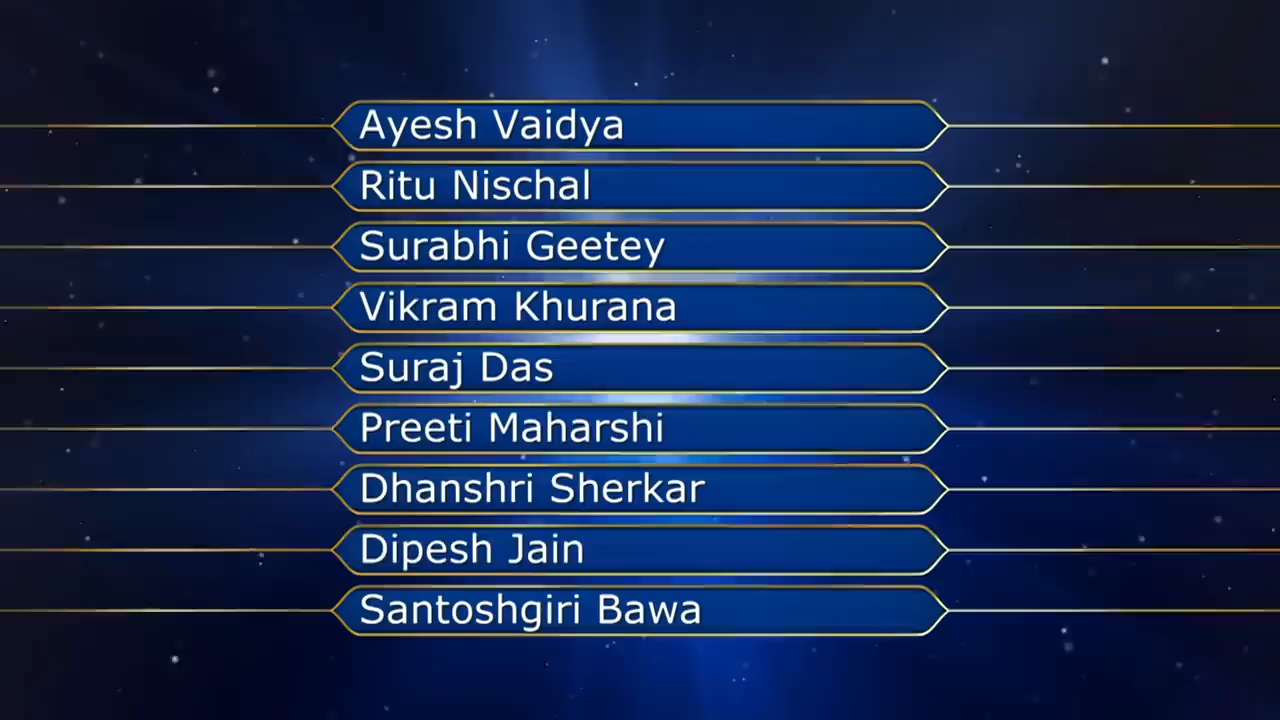 Ayesh Vaidya
Ritu Nischal
Surabhi Geetey
Vikram Khurana
Suraj Das
Preeti Maharshi
Dhanshri Sherkar
Dipesh Jain
Santoshgiri Bawa